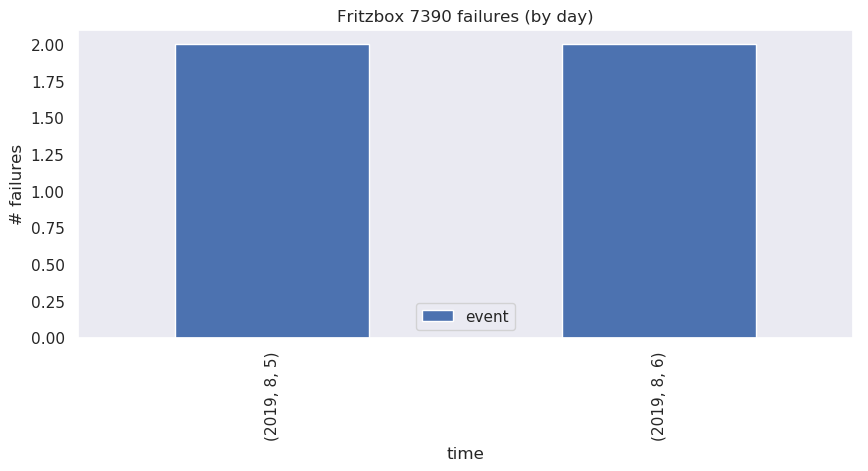 Fritzbox 7390 failures (by day)
# failures
2.00
1.75
1.50
1.25
1.00
0.75
0.50
0.25
0.00
event
(2019, 8, 5)
(2019, 8, 6)
time